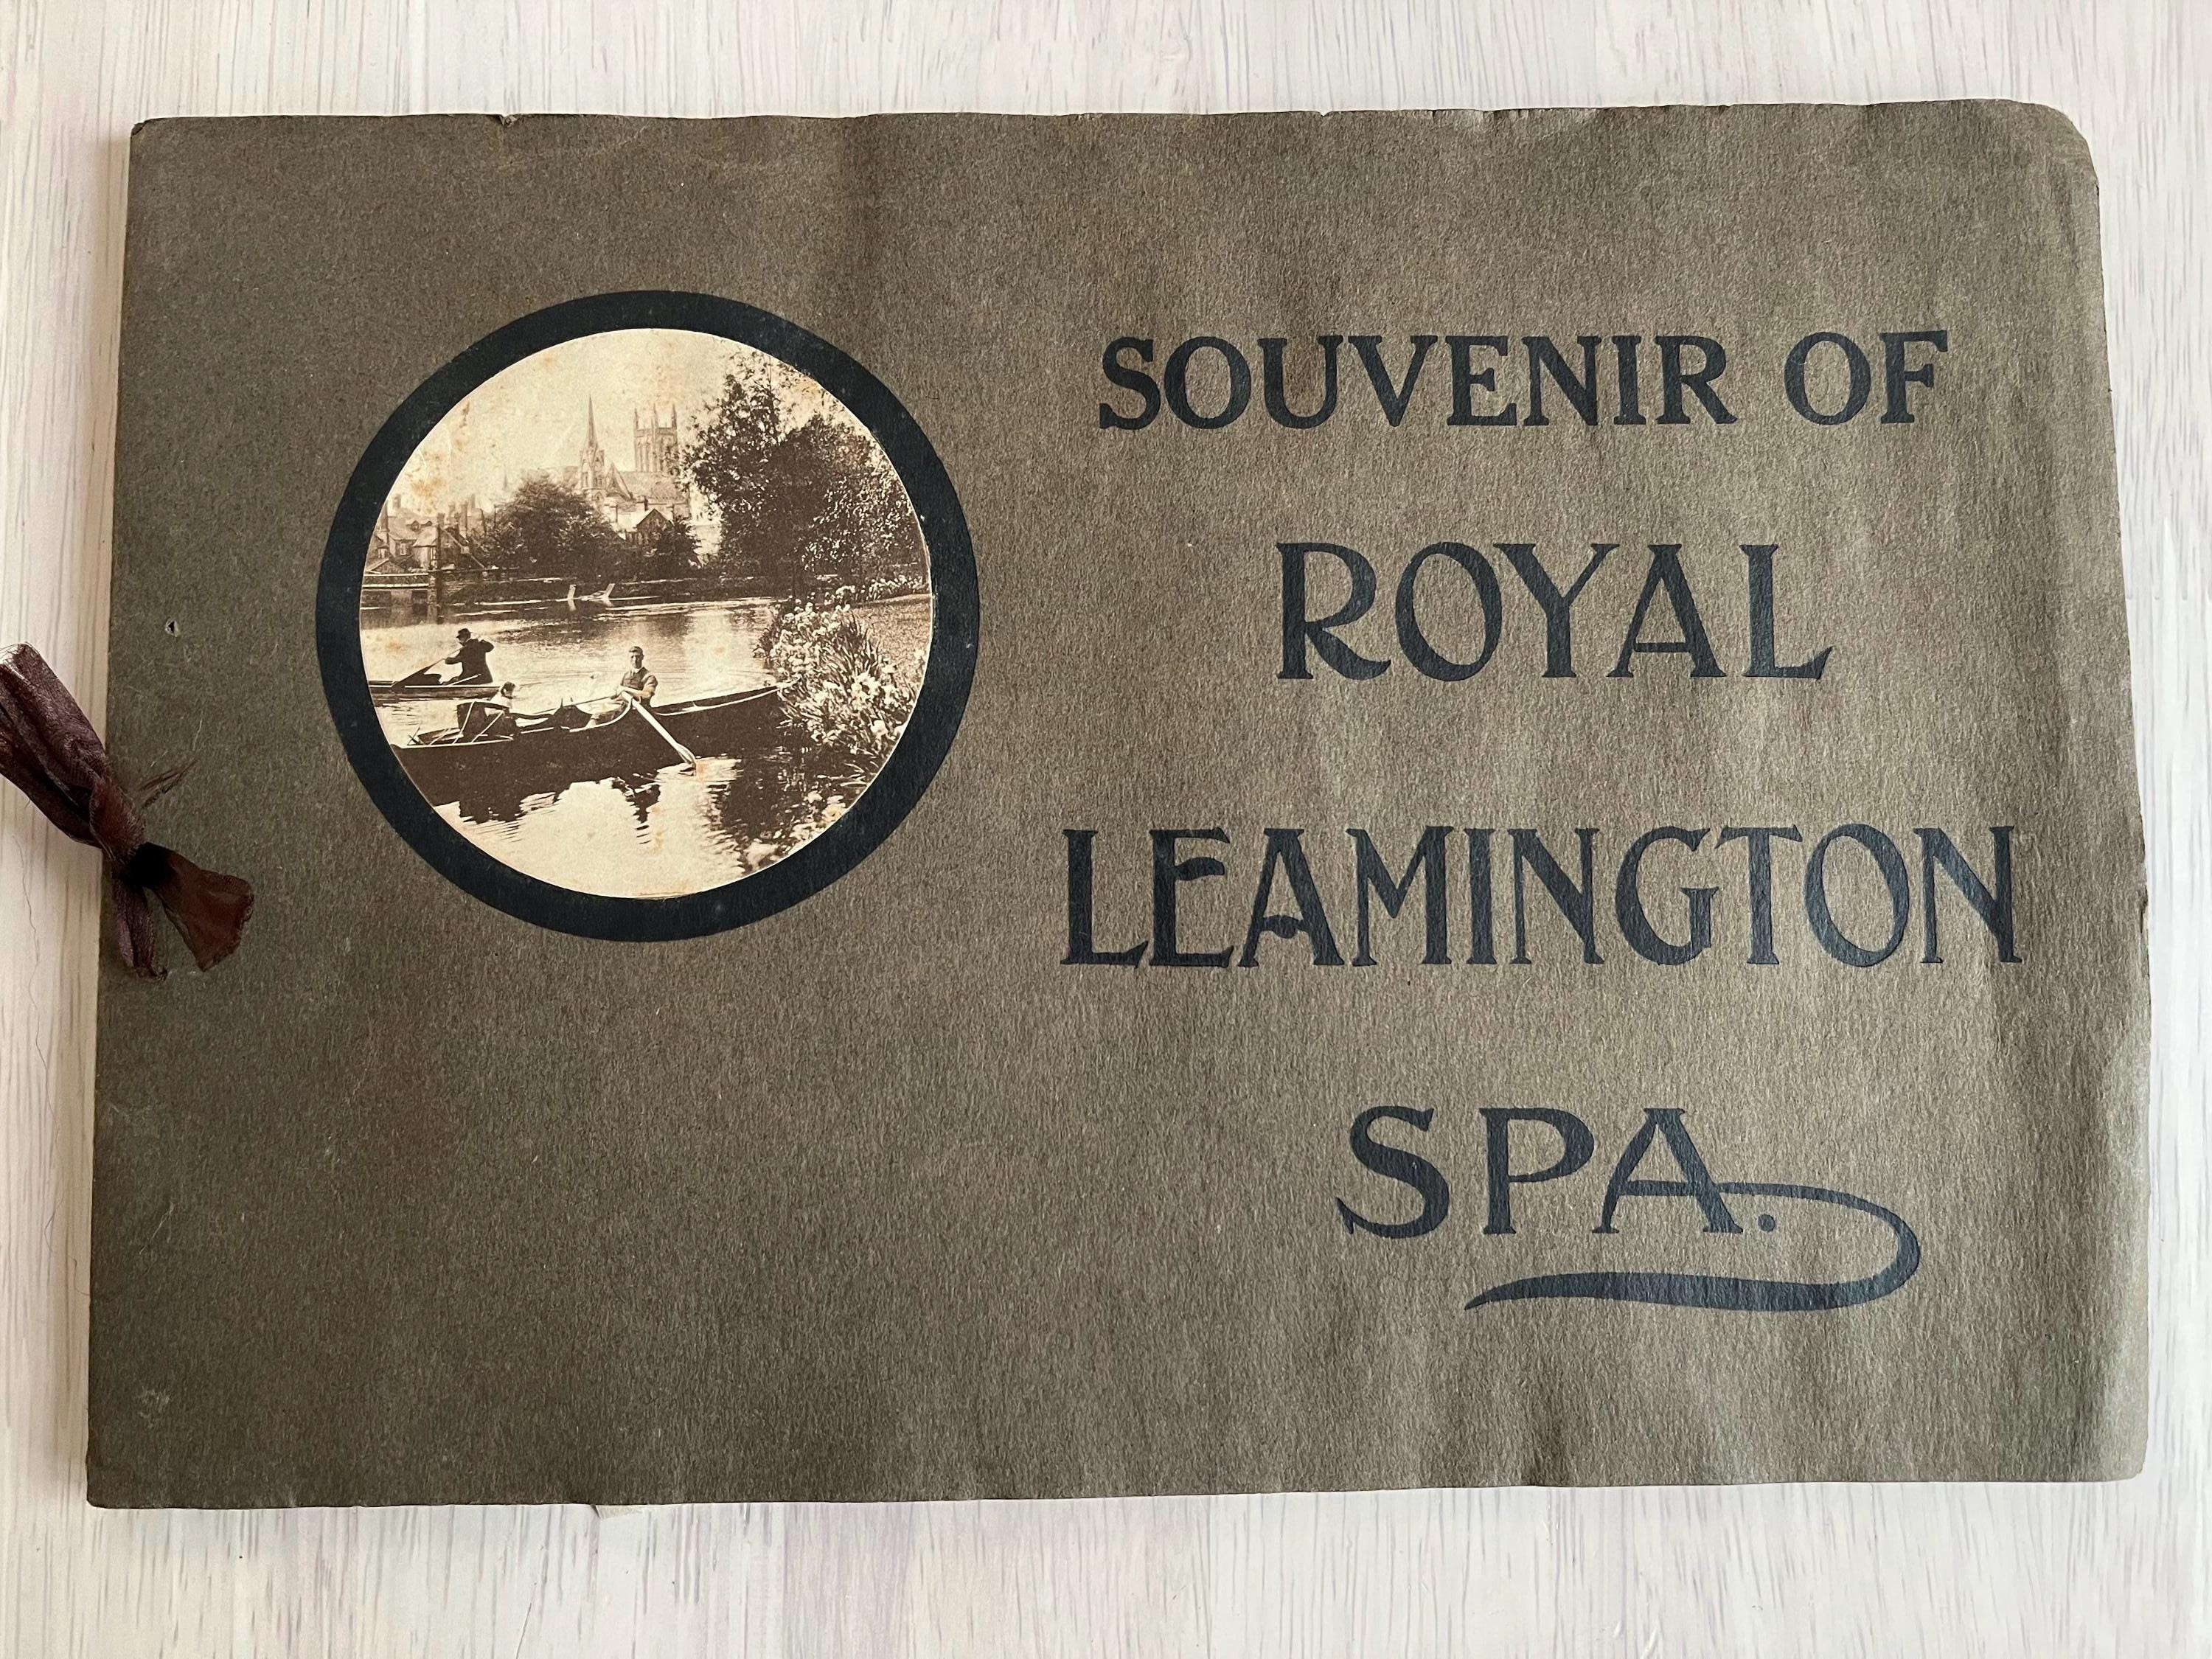 SOUVENIR OF
ROYAL
LEAMINGTON
SPA.